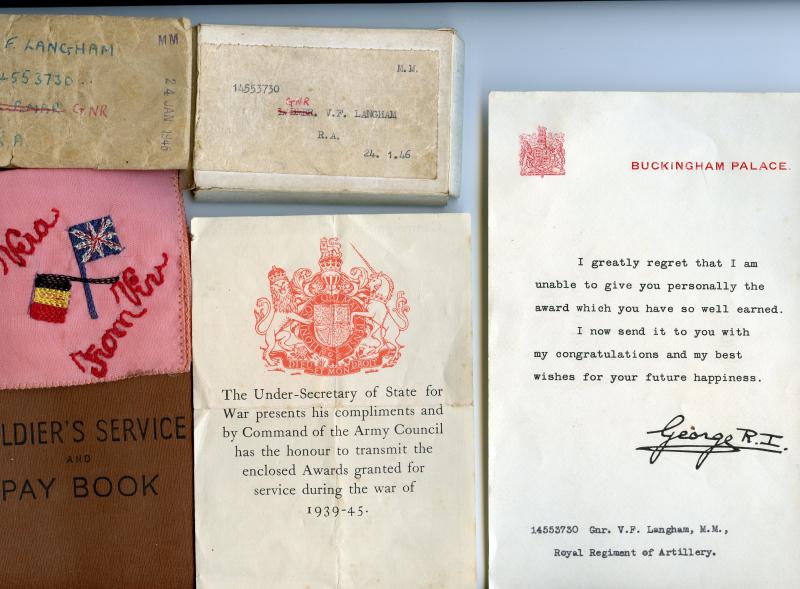 F LANGHAM
4553730..
GNR
MM
24 JAN 1946
M.M.
14553730
GNR
V.F. LANGHAM
R.A.
24.1.46
From Viv
LDIER'S SERVICE
AND
PAY BOOK
DIEU ET MON DROIT
The Under-Secretary of State for
War presents his compliments and
by Command of the Army Council
has the honour to transmit the
enclosed Awards granted for
service during the war of
1939-45.
BUCKINGHAM PALACE.
I greatly regret that I am
unable to give you personally the
award which you have so well earned.
I now send it to you with
my congratulations and my best
wishes for your future happiness.
George R.I.
14553730 Gnr. V.F. Langham, M.M.,
Royal Regiment of Artillery.